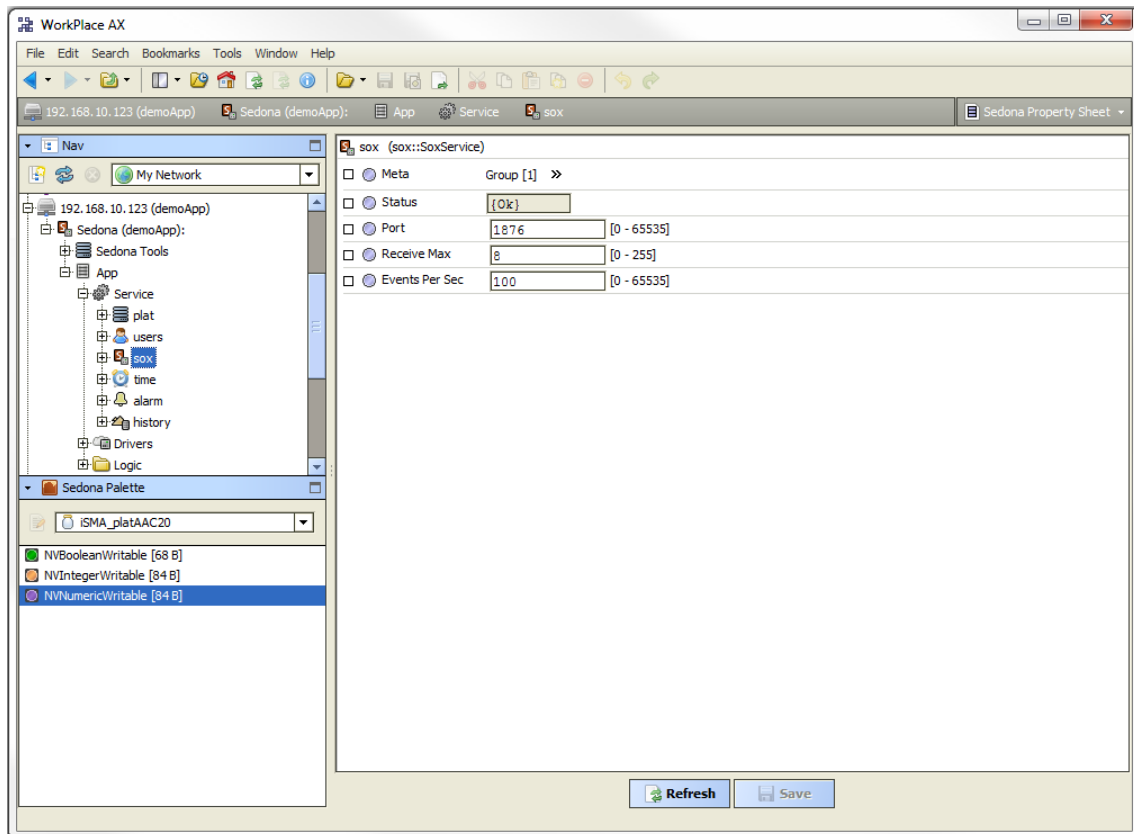 WorkPlace AX
File Edit Search Bookmarks Tools Window Help
192.168.10.123 (demoApp) Sedona (demoApp): App Service sox Sedona Property Sheet
Nav
My Network
192.168.10.123 (demoApp)
Sedona (demoApp):
Sedona Tools
App
Service
plat
users
sox
time
alarm
history
Drivers
Logic
Sedona Palette
iSMA_platAAC20
NVBooleanWritable [68 B]
NVIntegerWritable [84 B]
NVNumericWritable [84 B]
sox (sox::SoxService)
Meta Group [1] »
Status {Ok}
Port 1876 [0 - 65535]
Receive Max 8 [0 - 255]
Events Per Sec 100 [0 - 65535]
Refresh Save